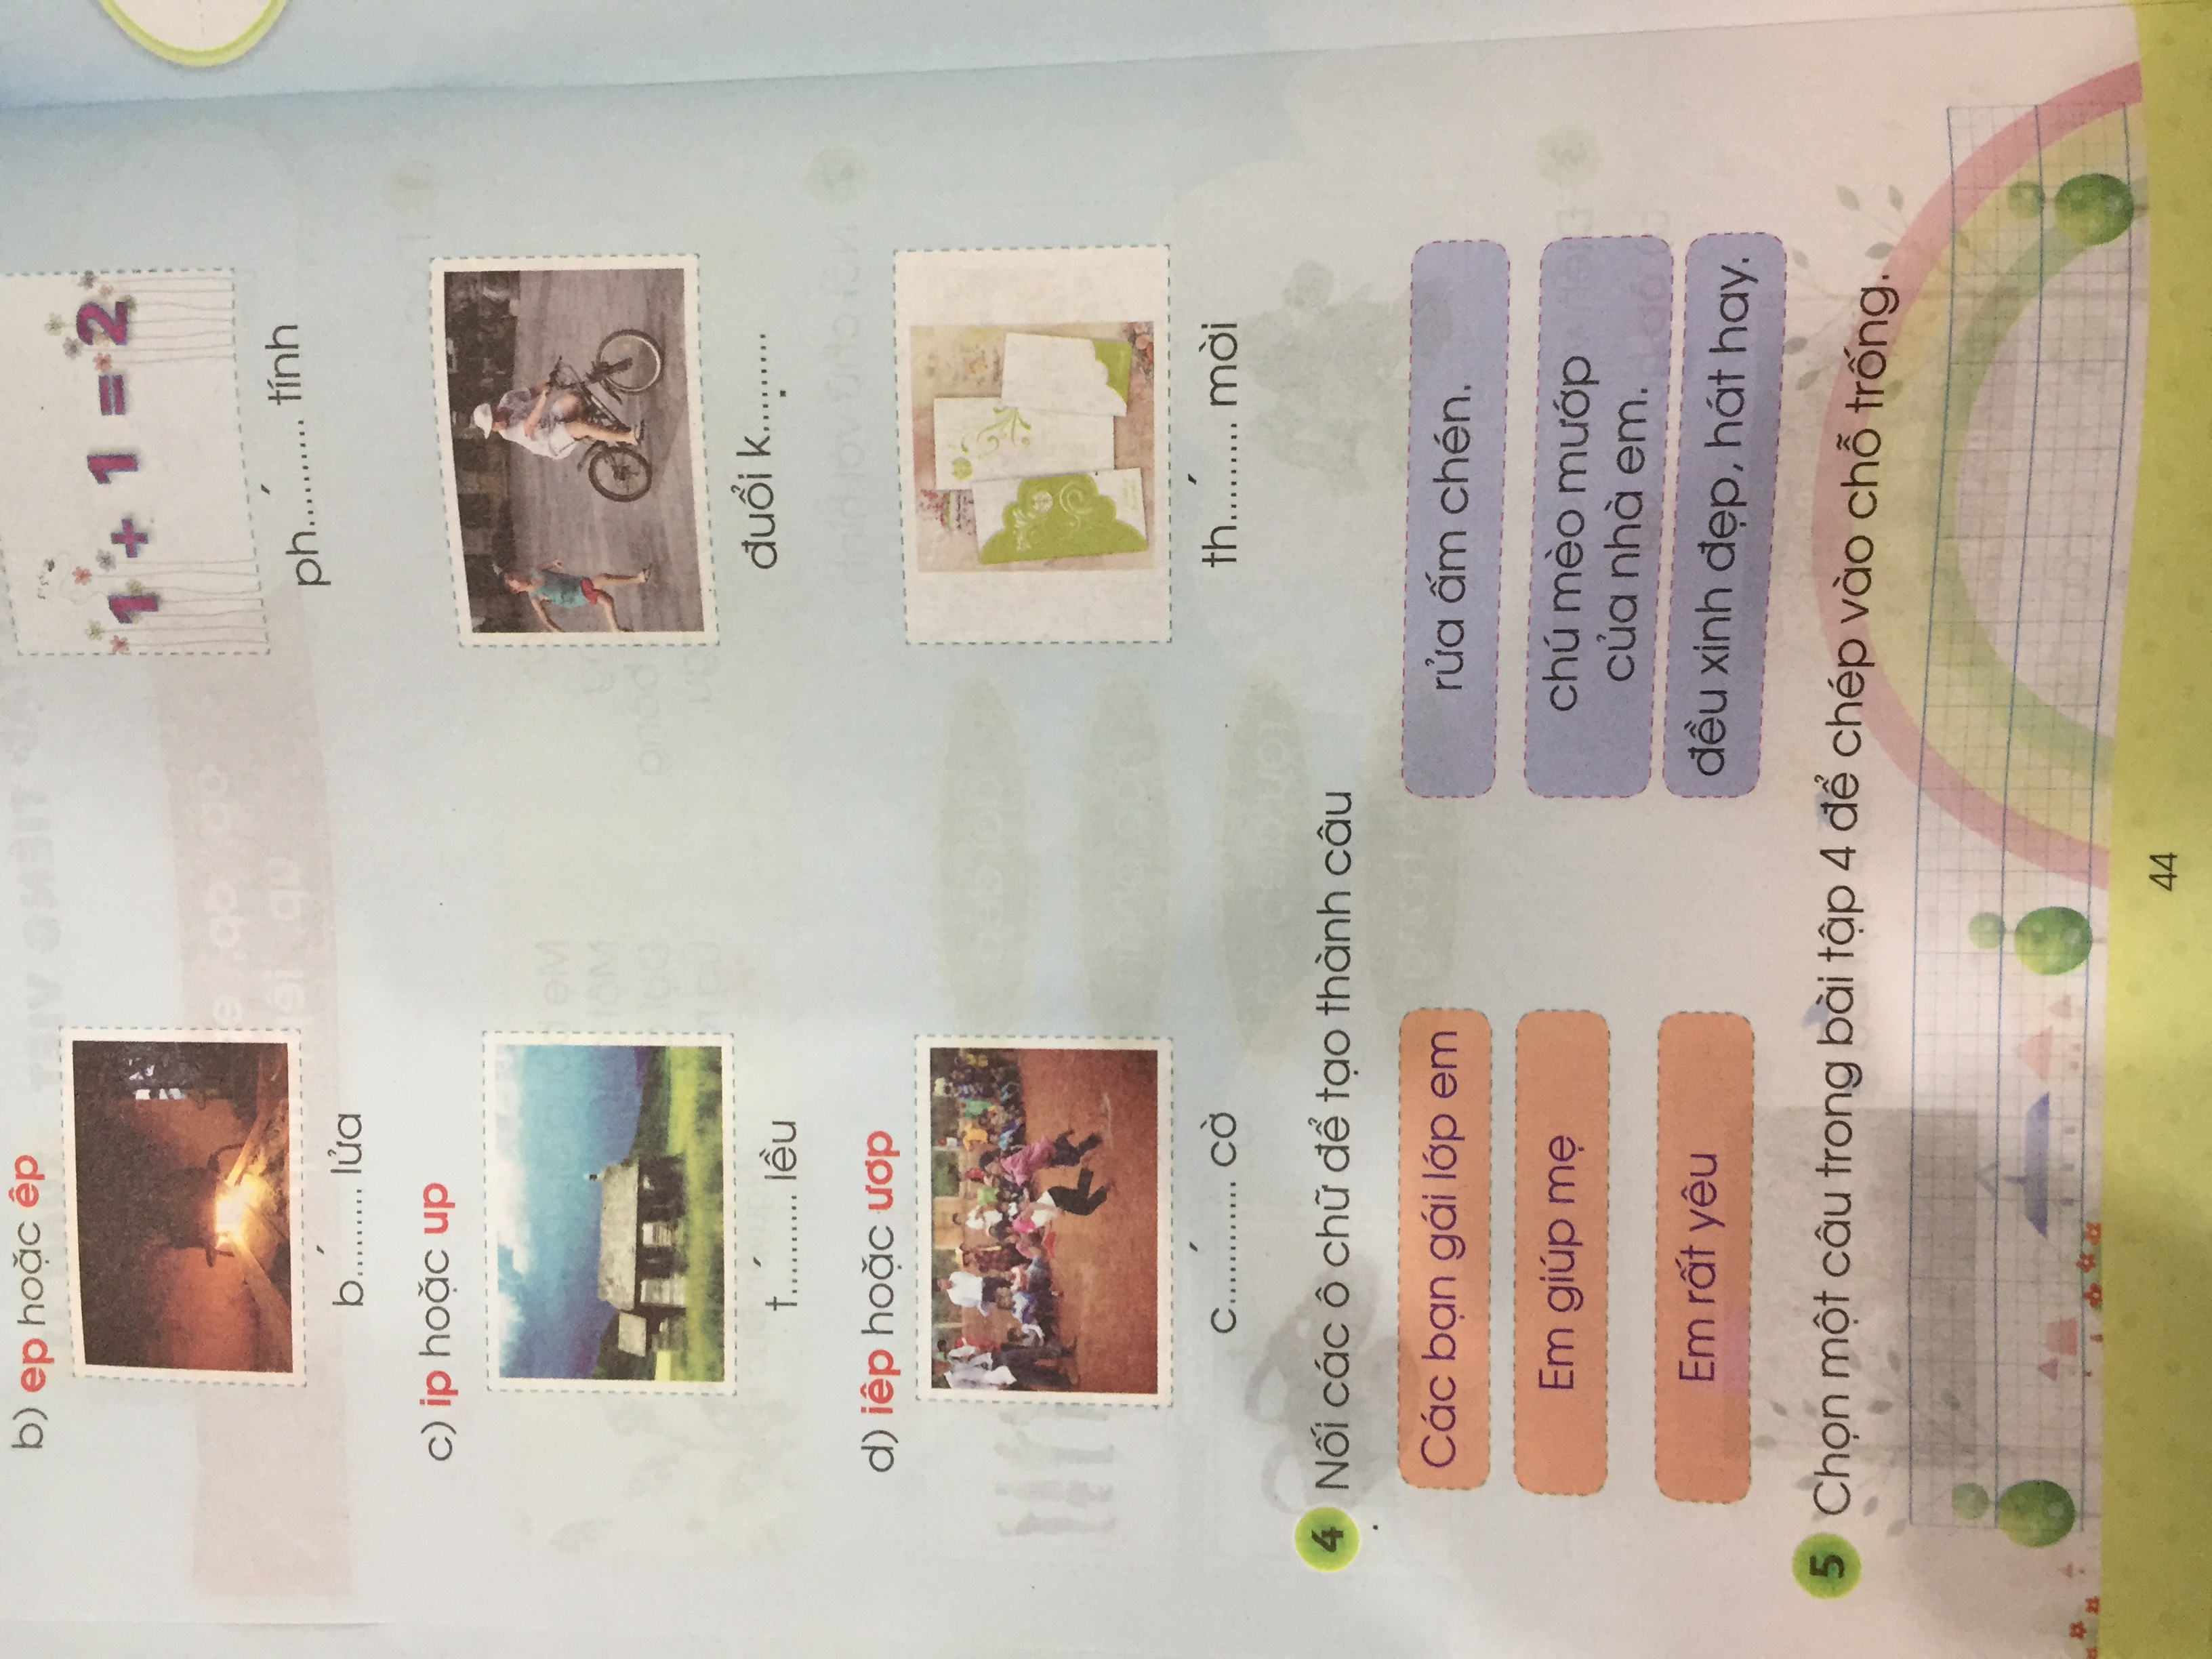 b) ep hoặc êp
1 + 1 = 2
b́......... lửa
ph́.......... tính
c) ip hoặc up
t́.......... lều
đuổi ḳ.........
d) iêp hoặc ươp
ć............ cờ
th́......... mời
4 Nối các ô chữ để tạo thành câu
Các bạn gái lớp em
rửa ấm chén.
Em giúp mẹ
chú mèo mướp
của nhà em.
Em rất yêu
đều xinh đẹp, hát hay.
5 Chọn một câu trong bài tập 4 để chép vào chỗ trống.
44